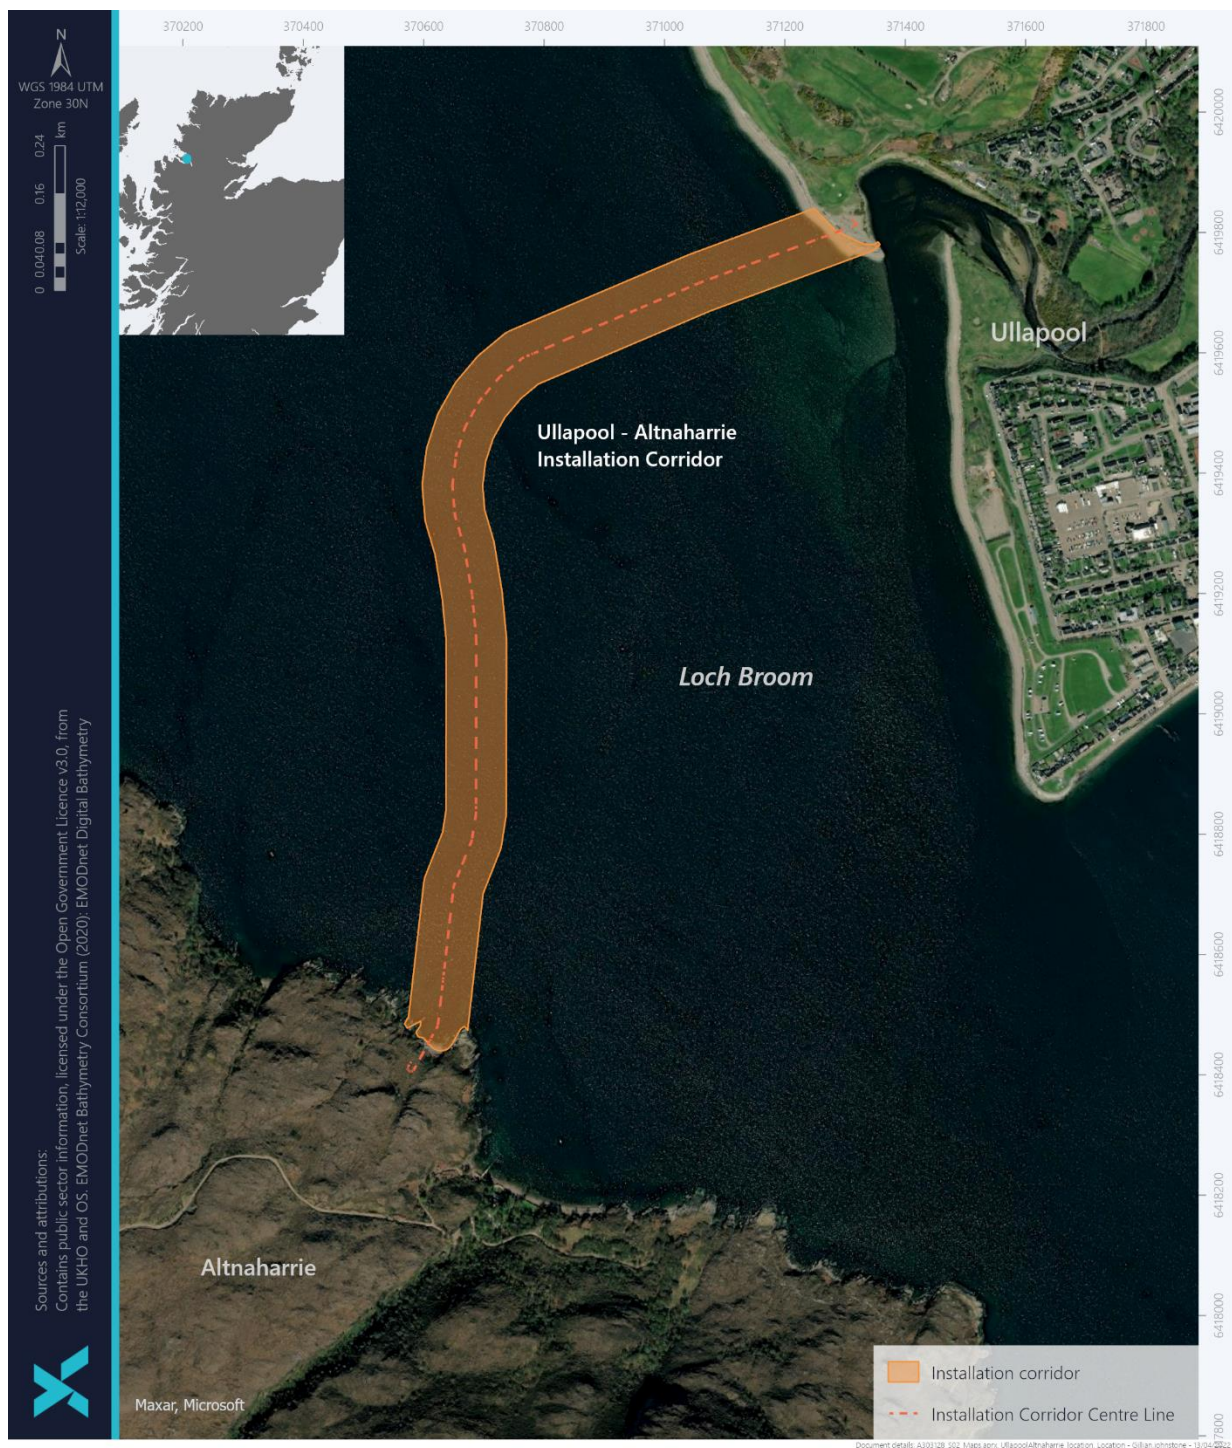 370200 370400 370600 370800 371000 371200 371400 371600 371800
N
WGS 1984 UTM
Zone 30N
0 0.04 0.08 0.16 0.24 km
Scale: 1:12,000
6420000
6419800
6419600
6419400
6419200
6419000
6418800
6418600
6418400
6418200
6418000
Ullapool
Ullapool - Altnaharrie
Installation Corridor
Loch Broom
Altnaharrie
Sources and attributions:
Contains public sector information, licensed under the Open Government Licence v3.0, from
the UKHO and OS. EMODnet Bathymetry Consortium (2020): EMODnet Digital Bathymetry
Maxar, Microsoft
Installation corridor
Installation Corridor Centre Line